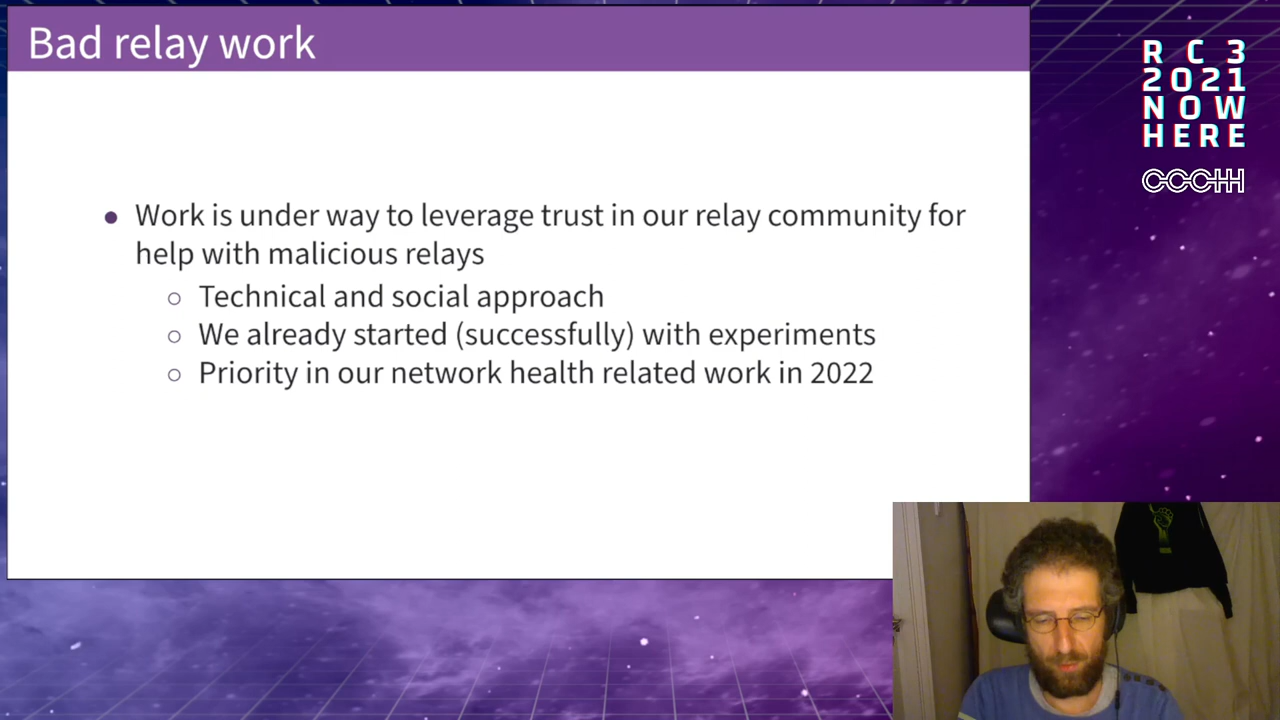 Bad relay work
● Work is under way to leverage trust in our relay community for
help with malicious relays
○ Technical and social approach
○ We already started (successfully) with experiments
○ Priority in our network health related work in 2022
R C 3
2021
NOW
HERE
CCCHH